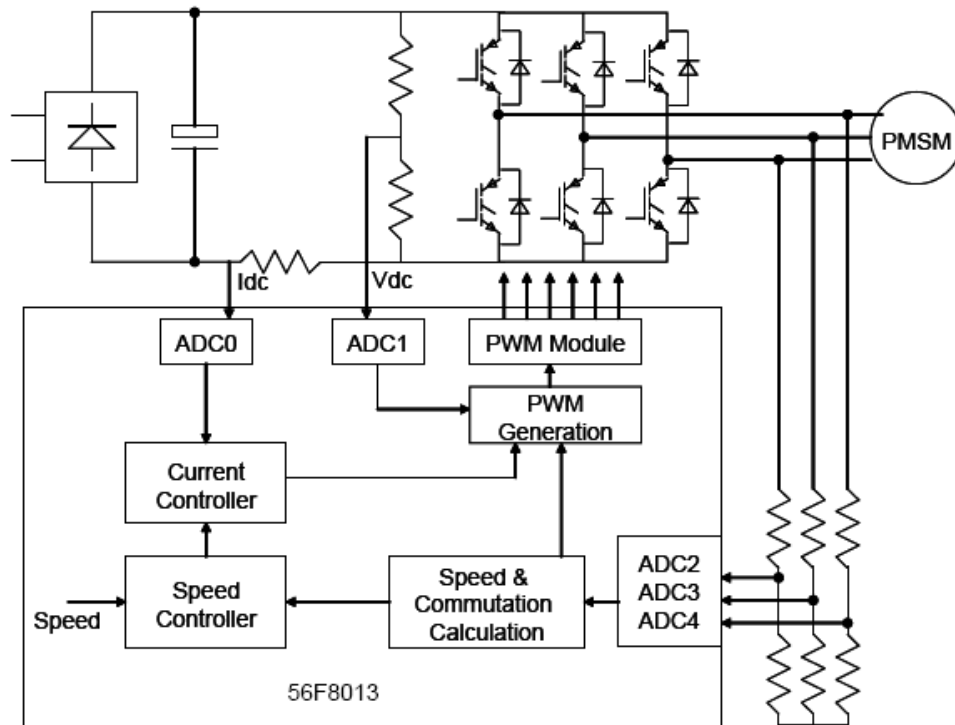 PMSM
Idc
Vdc
ADC0
ADC1
PWM Module
PWM
Generation
Current
Controller
Speed
Controller
Speed &
Commutation
Calculation
ADC2
ADC3
ADC4
Speed
56F8013